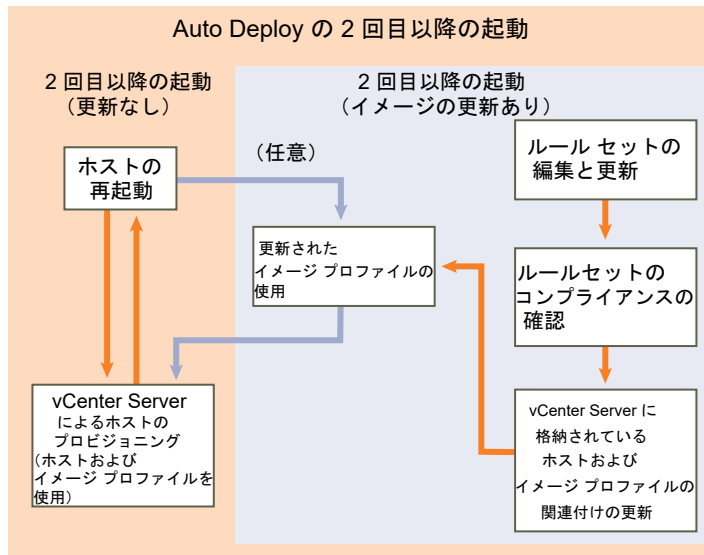 Auto Deploy の 2 回目以降の起動
2 回目以降の起動
（更新なし）
2 回目以降の起動
（イメージの更新あり）
ホストの
再起動
（任意）
ルール セットの
編集と更新
更新された
イメージ プロファイルの
使用
ルールセットの
コンプライアンスの
確認
vCenter Server
によるホストの
プロビジョニング
（ホストおよび
イメージ プロファイルを
使用）
vCenter Server に
格納されている
ホストおよび
イメージ プロファイルの
関連付けの更新